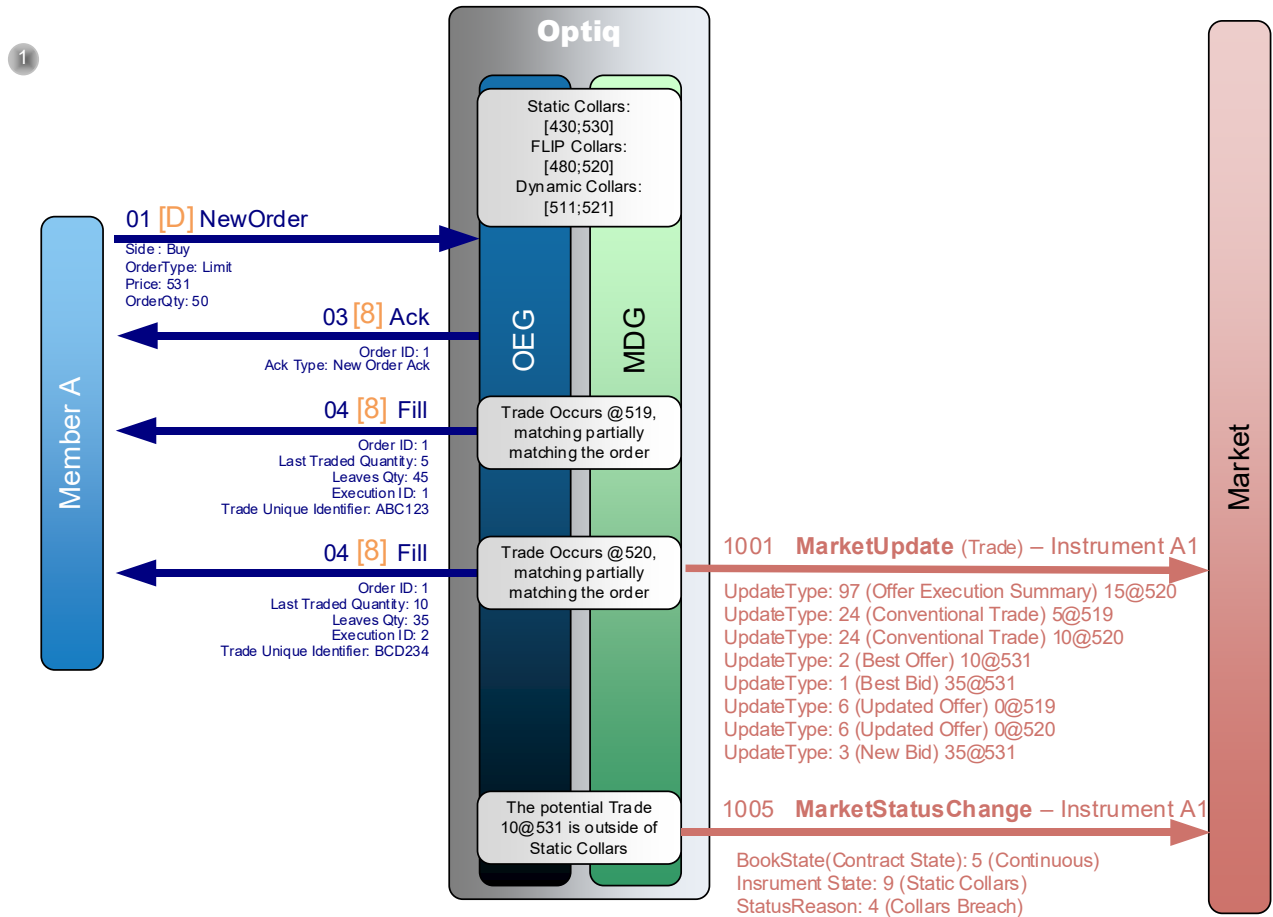 1
Optiq
Static Collars:
[430;530]
FLIP Collars:
[480;520]
Dynamic Collars:
[511;521]
01 [D] NewOrder
Side : Buy
OrderType: Limit
Price: 531
OrderQty: 50
03 [8] Ack
Order ID: 1
Ack Type: New Order Ack
OEG
MDG
Member A
Market
04 [8] Fill
Order ID: 1
Last Traded Quantity: 5
Leaves Qty: 45
Execution ID: 1
Trade Unique Identifier: ABC123
Trade Occurs @519,
matching partially
matching the order
04 [8] Fill
Order ID: 1
Last Traded Quantity: 10
Leaves Qty: 35
Execution ID: 2
Trade Unique Identifier: BCD234
Trade Occurs @520,
matching partially
matching the order
1001 MarketUpdate (Trade) – Instrument A1
UpdateType: 97 (Offer Execution Summary) 15@520
UpdateType: 24 (Conventional Trade) 5@519
UpdateType: 24 (Conventional Trade) 10@520
UpdateType: 2 (Best Offer) 10@531
UpdateType: 1 (Best Bid) 35@531
UpdateType: 6 (Updated Offer) 0@519
UpdateType: 6 (Updated Offer) 0@520
UpdateType: 3 (New Bid) 35@531
The potential Trade
10@531 is outside of
Static Collars
1005 MarketStatusChange – Instrument A1
BookState(Contract State): 5 (Continuous)
Insrument State: 9 (Static Collars)
StatusReason: 4 (Collars Breach)